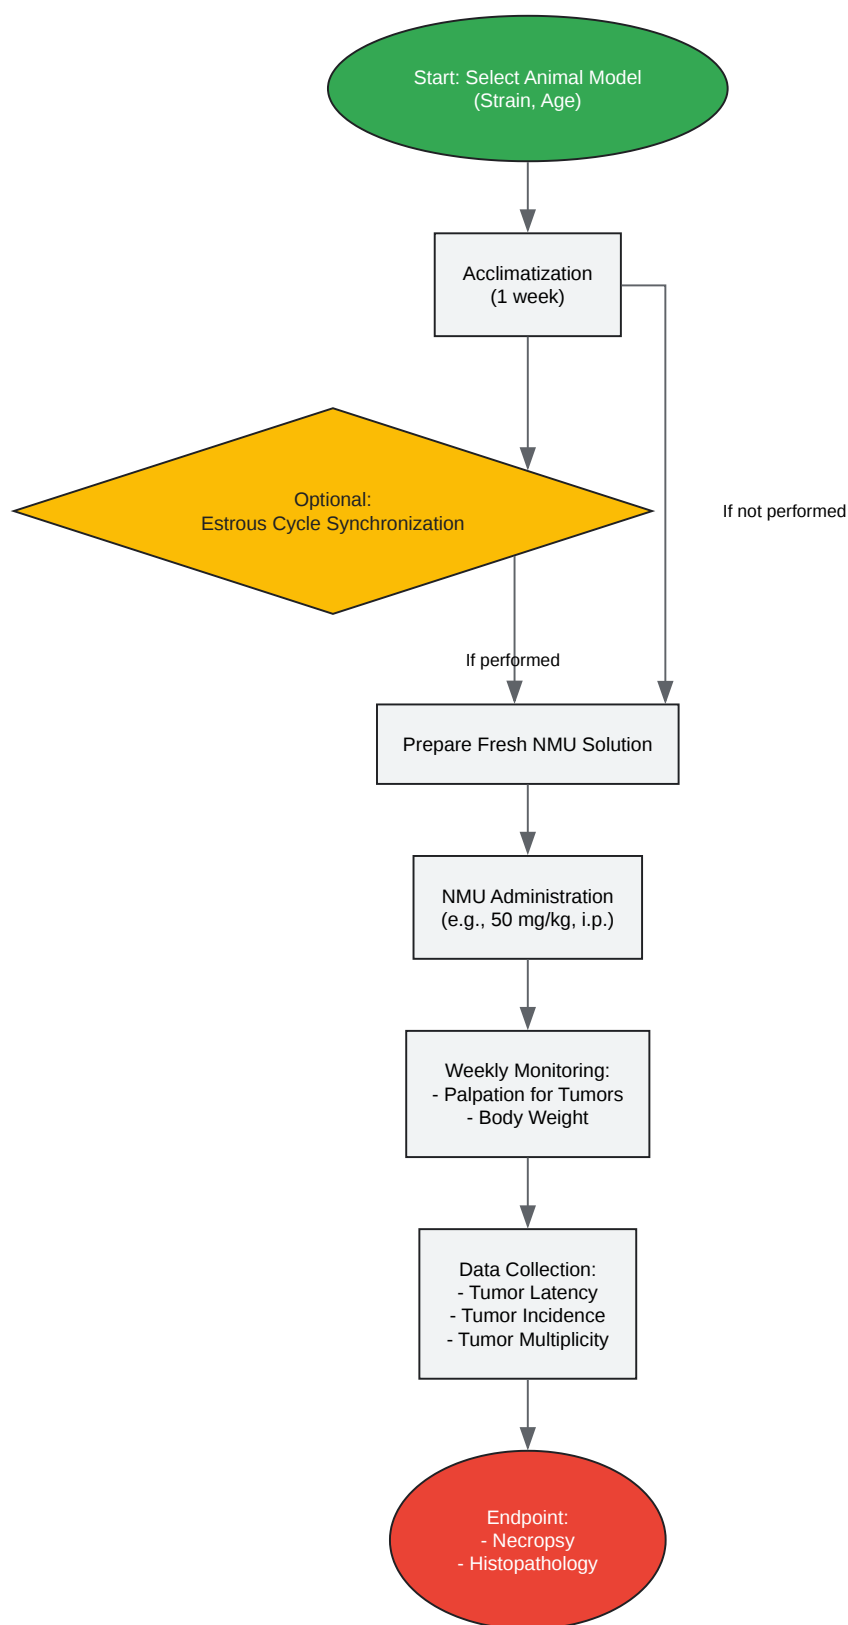 Start: Select Animal Model
(Strain, Age)
Acclimatization
(1 week)
Optional:
Estrous Cycle Synchronization
If not performed
If performed
Prepare Fresh NMU Solution
NMU Administration
(e.g., 50 mg/kg, i.p.)
Weekly Monitoring:
- Palpation for Tumors
- Body Weight
Data Collection:
- Tumor Latency
- Tumor Incidence
- Tumor Multiplicity
Endpoint:
- Necropsy
- Histopathology